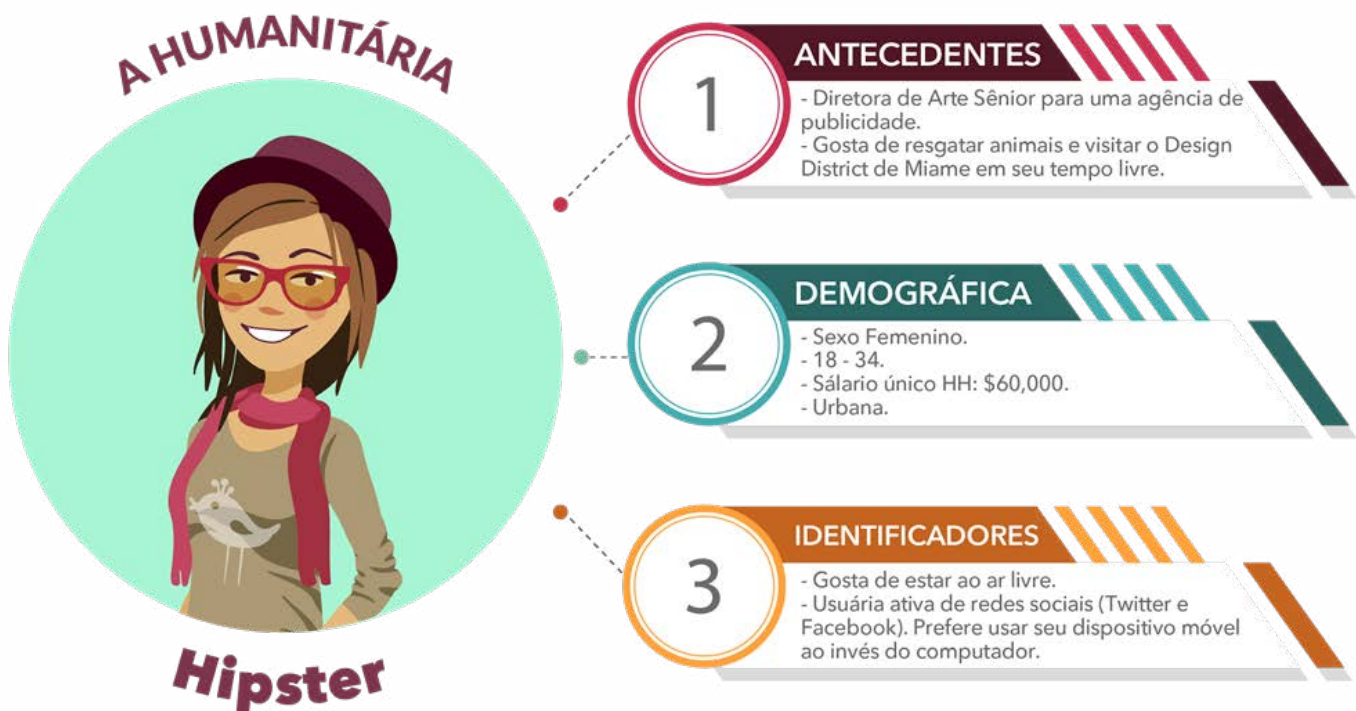 A HUMANITÁRIA
Hipster
1
ANTECEDENTES
- Diretora de Arte Sênior para uma agência de
publicidade.
- Gosta de resgatar animais e visitar o Design
District de Miame em seu tempo livre.
2
DEMOGRÁFICA
- Sexo Femenino.
- 18 - 34.
- Sálario único HH: $60,000.
- Urbana.
3
IDENTIFICADORES
- Gosta de estar ao ar livre.
- Usuária ativa de redes sociais (Twitter e
Facebook). Prefere usar seu dispositivo móvel
ao invés do computador.